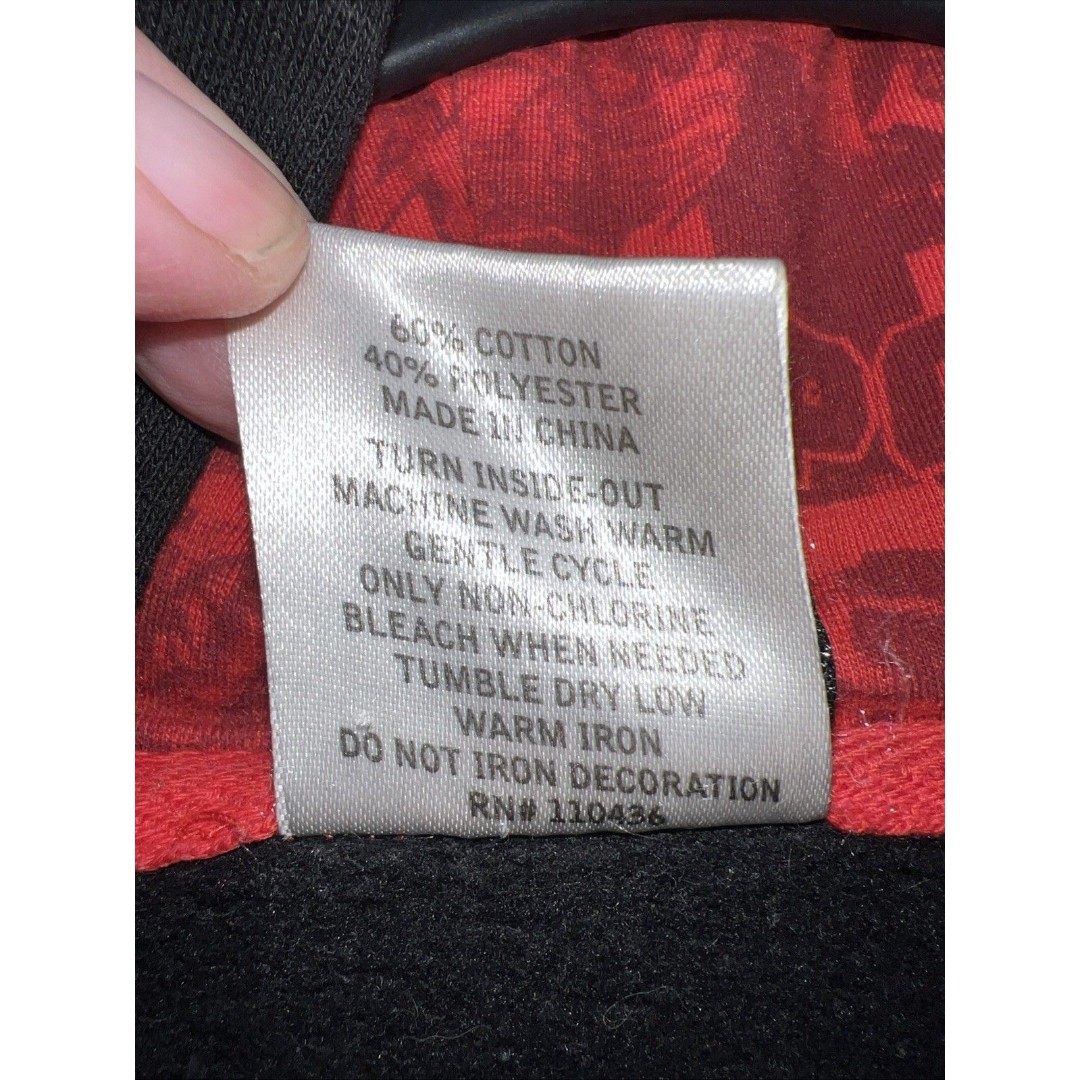 60% COTTON
40% POLYESTER
MADE IN CHINA
TURN INSIDE-OUT
MACHINE WASH WARM
GENTLE CYCLE
ONLY NON-CHLORINE
BLEACH WHEN NEEDED
TUMBLE DRY LOW
WARM IRON
DO NOT IRON DECORATION
RN# 110436